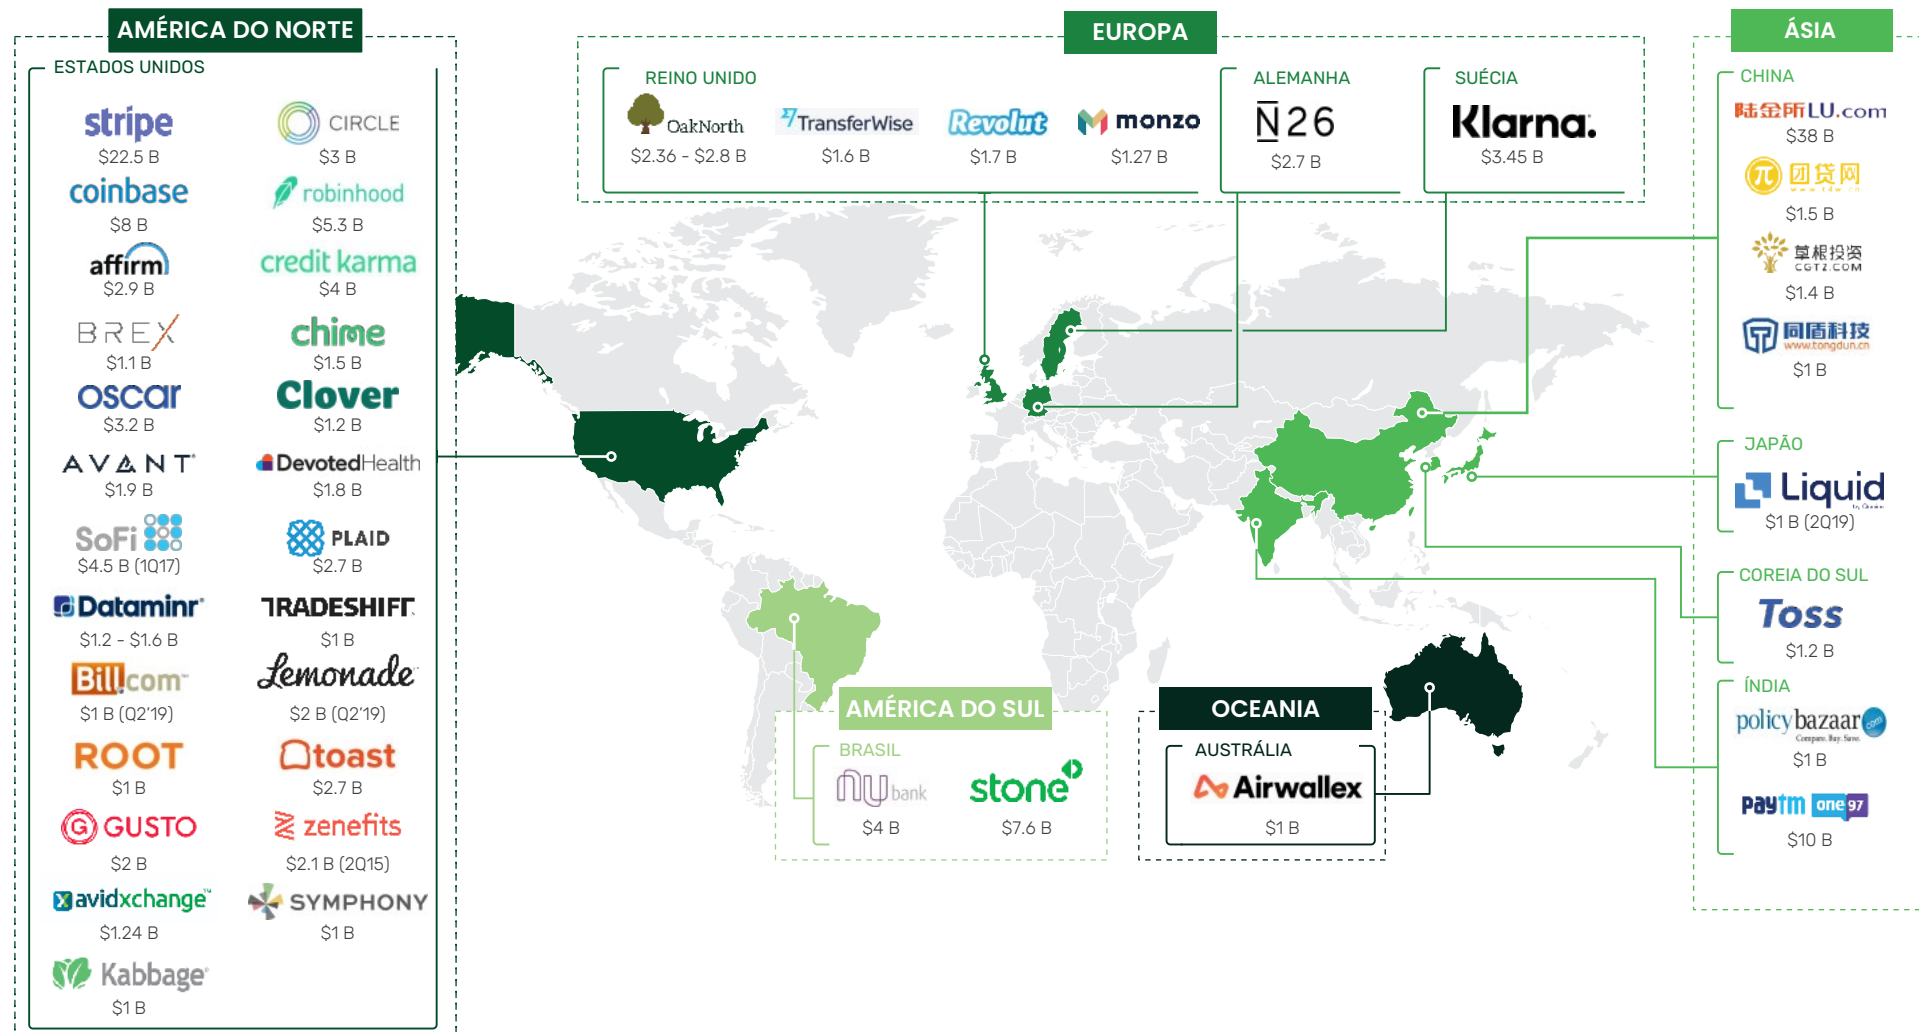 AMÉRICA DO NORTE
ESTADOS UNIDOS
stripe
$22.5 B
CIRCLE
$3 B
coinbase
$8 B
robinhood
$5.3 B
affirm
$2.9 B
credit karma
$4 B
BREX
$1.1 B
chime
$1.5 B
oscar
$3.2 B
Clover
$1.2 B
AVANT
$1.9 B
DevotedHealth
$1.8 B
SoFi
$4.5 B (1Q17)
PLAID
$2.7 B
Dataminr
$1.2 - $1.6 B
TRADESHIFT
$1 B
Bill.com
$1 B (Q2'19)
Lemonade
$2 B (Q2'19)
ROOT
$1 B
toast
$2.7 B
G GUSTO
$2 B
zenefits
$2.1 B (2Q15)
avidxchange™
$1.24 B
SYMPHONY
$1 B
Kabbage
$1 B
EUROPA
REINO UNIDO
OakNorth
$2.36 - $2.8 B
TransferWise
$1.6 B
Revolut
$1.7 B
monzo
$1.27 B
ALEMANHA
N26
$2.7 B
SUÉCIA
Klarna.
$3.45 B
AMÉRICA DO SUL
BRASIL
nu bank
$4 B
stone
$7.6 B
OCEANIA
AUSTRÁLIA
Airwallex
$1 B
ÁSIA
CHINA
陆金所LU.com
$38 B
团贷网
$1.5 B
草根投资
CGTZ.COM
$1.4 B
同盾科技
www.tongdun.cn
$1 B
JAPÃO
Liquid
$1 B (2Q19)
COREIA DO SUL
Toss
$1.2 B
ÍNDIA
policybazaar.com
Compare. Buy. Save.
$1 B
paytm one97
$10 B